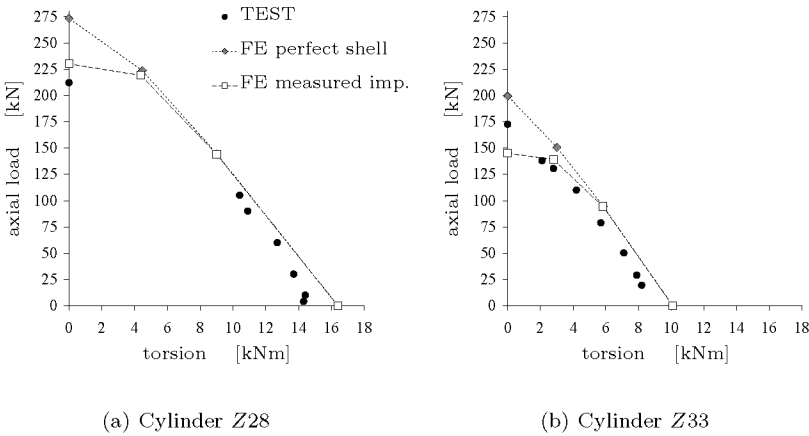 TEST
FE perfect shell
FE measured imp.
275
250
225
200
175
150
125
100
75
50
25
0
axial load [kN]
0 2 4 6 8 10 12 14 16 18
torsion [kNm]
(a) Cylinder Z28
275
250
225
200
175
150
125
100
75
50
25
0
axial load [kN]
0 2 4 6 8 10 12 14 16 18
torsion [kNm]
(b) Cylinder Z33